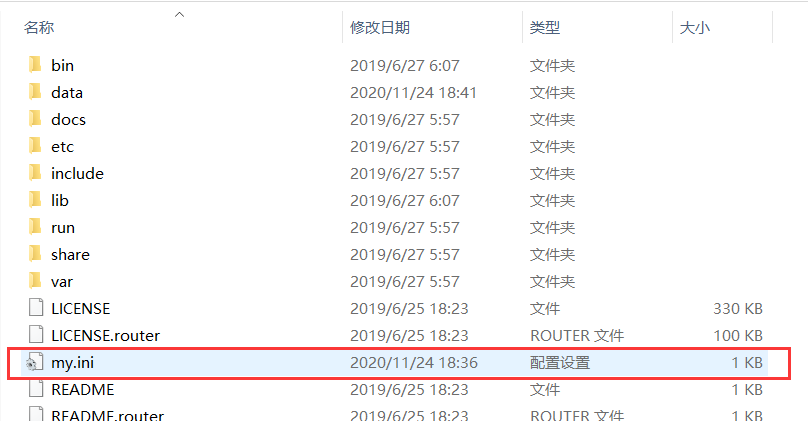 名称 修改日期 类型 大小
bin 2019/6/27 6:07 文件夹
data 2020/11/24 18:41 文件夹
docs 2019/6/27 5:57 文件夹
etc 2019/6/27 5:57 文件夹
include 2019/6/27 5:57 文件夹
lib 2019/6/27 6:07 文件夹
run 2019/6/27 5:57 文件夹
share 2019/6/27 5:57 文件夹
var 2019/6/27 5:57 文件夹
LICENSE 2019/6/25 18:23 文件 330 KB
LICENSE.router 2019/6/25 18:23 ROUTER 文件 100 KB
my.ini 2020/11/24 18:36 配置设置 1 KB
README 2019/6/25 18:23 文件 1 KB
README.router 2019/6/25 18:23 ROUTER 文件 1 KB